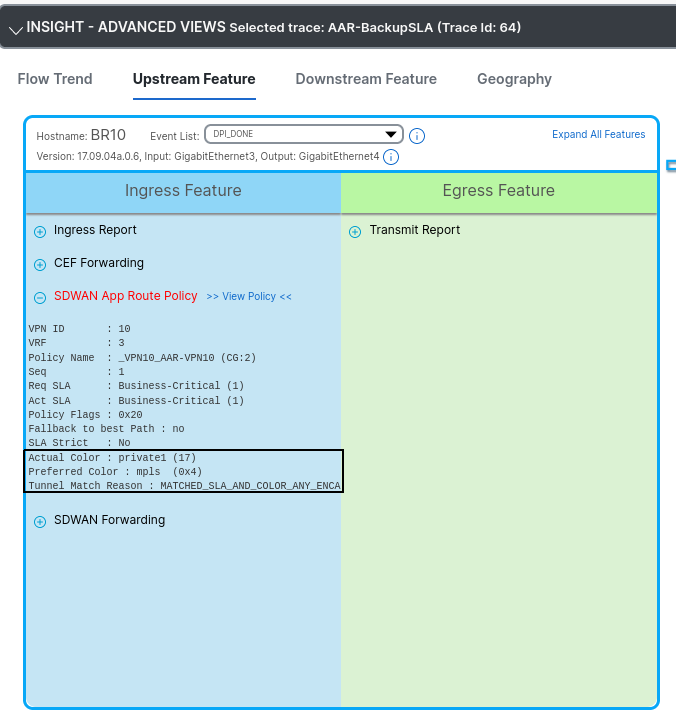 INSIGHT - ADVANCED VIEWS Selected trace: AAR-BackupSLA (Trace Id: 64)
Flow Trend Upstream Feature Downstream Feature Geography
Hostname: BR10 Event List: DPI_DONE Expand All Features
Version: 17.09.04a.0.6, Input: GigabitEthernet3, Output: GigabitEthernet4
Ingress Feature Egress Feature
Ingress Report Transmit Report
CEF Forwarding
SDWAN App Route Policy >> View Policy <<
VPN ID : 10
VRF : 3
Policy Name : _VPN10_AAR-VPN10 (CG:2)
Seq : 1
Req SLA : Business-Critical (1)
Act SLA : Business-Critical (1)
Policy Flags : 0x20
Fallback to best Path : no
SLA Strict : No
Actual Color : private1 (17)
Preferred Color : mpls (0x4)
Tunnel Match Reason : MATCHED_SLA_AND_COLOR_ANY_ENCA
SDWAN Forwarding